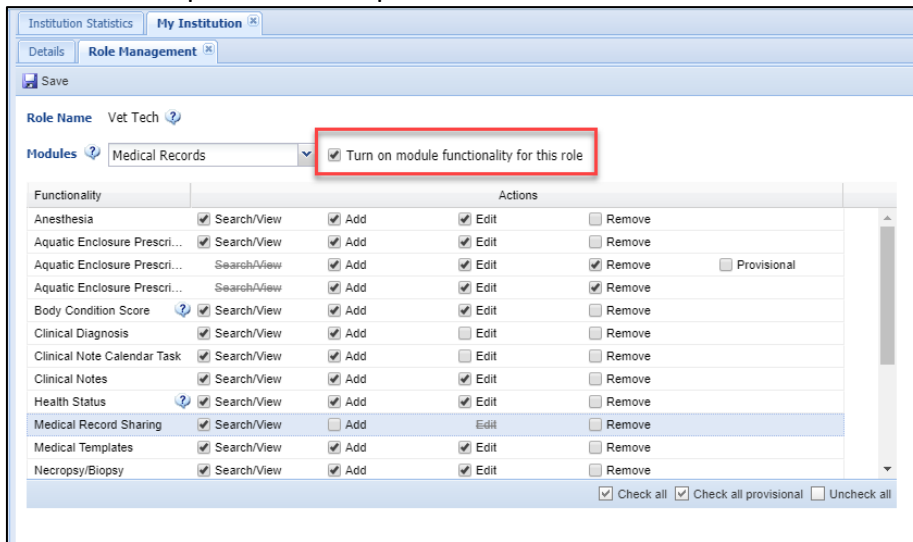 Institution Statistics My Institution
Details Role Management
Save
Role Name Vet Tech
Modules Medical Records Turn on module functionality for this role
Functionality Actions
Anesthesia Search/View Add Edit Remove
Aquatic Enclosure Prescri... Search/View Add Edit Remove
Aquatic Enclosure Prescri... Search/View Add Edit Remove Provisional
Aquatic Enclosure Prescri... Search/View Add Edit Remove
Body Condition Score Search/View Add Edit Remove
Clinical Diagnosis Search/View Add Edit Remove
Clinical Note Calendar Task Search/View Add Edit Remove
Clinical Notes Search/View Add Edit Remove
Health Status Search/View Add Edit Remove
Medical Record Sharing Search/View Add Edit Remove
Medical Templates Search/View Add Edit Remove
Necropsy/Biopsy Search/View Add Edit Remove
Check all Check all provisional Uncheck all